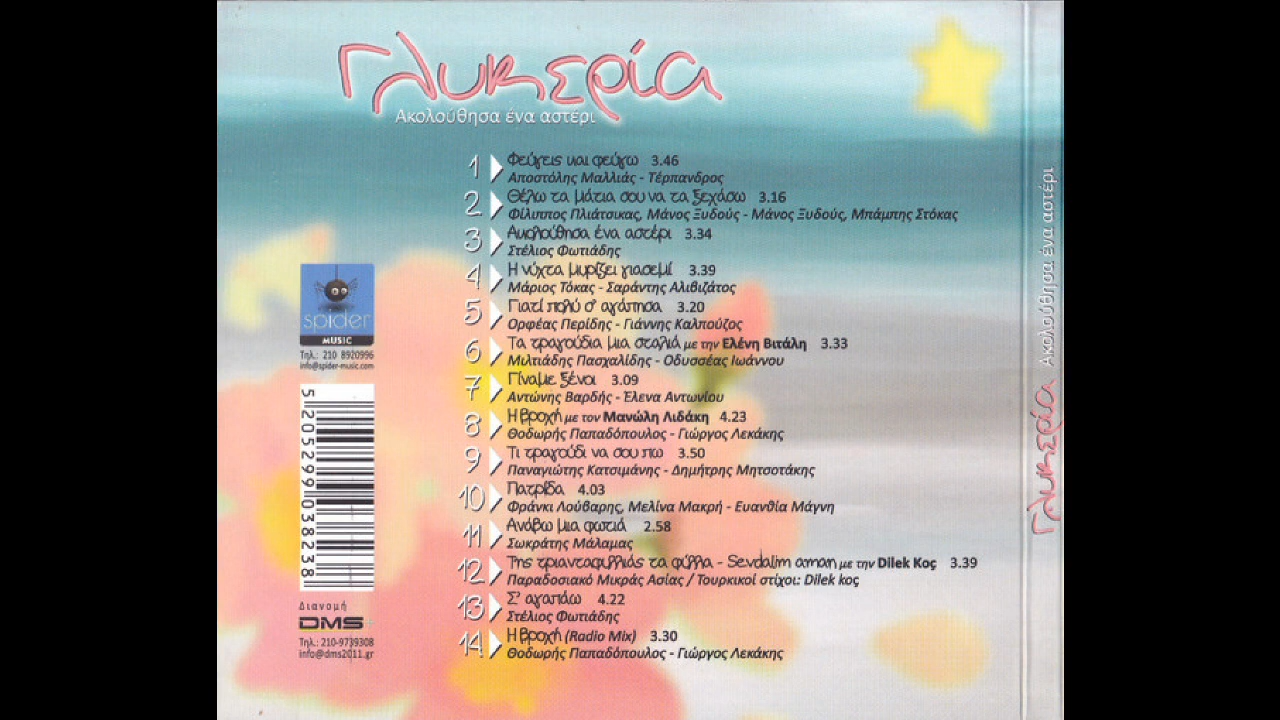 Γλυκερία
Ακολούθησα ένα αστέρι
1 Φεύγεις και φεύγω 3.46
Αποστόλης Μαλλιάς - Τέρπανδρος
2 Θέλω τα μάτια σου να τα ξεχάσω 3.16
Φίλιππος Πλιάτσικας, Μάνος Ξυδούς - Μάνος Ξυδούς, Μπάμπης Στόκας
3 Ακολούθησα ένα αστέρι 3.34
Στέλιος Φωτιάδης
4 Η νύχτα μυρίζει γιασεμί 3.39
Μάριος Τόκας - Σαράντης Αλιβιζάτος
5 Γιατί πολύ σ' αγάπησα 3.20
Ορφέας Περίδης - Γιάννης Καλπούζος
6 Τα τραγούδια μια σταλιά με την Ελένη Βιτάλη 3.33
Μιλτιάδης Πασχαλίδης - Οδυσσέας Ιωάννου
7 Γίναμε ξένοι 3.09
Αντώνης Βαρδής - Έλενα Αντωνίου
8 Η βροχή με τον Μανώλη Λιδάκη 4.23
Θοδωρής Παπαδόπουλος - Γιώργος Λεκάκης
9 Τι τραγούδι να σου πω 3.50
Παναγιώτης Κατσιμάνης - Δημήτρης Μητσοτάκης
10 Πατρίδα 4.03
Φράνκι Λούβαρης, Μελίνα Μακρή - Ευανθία Μάγνη
11 Ανάβω μια φωτιά 2.58
Σωκράτης Μάλαμας
12 Της τριανταφυλλιάς τα φύλλα - Sevdalim aman με την Dilek Koç 3.39
Παραδοσιακό Μικράς Ασίας / Τουρκικοί στίχοι: Dilek koç
13 Σ' αγαπάω 4.22
Στέλιος Φωτιάδης
14 Η βροχή (Radio Mix) 3.30
Θοδωρής Παπαδόπουλος - Γιώργος Λεκάκης
spider
MUSIC
Τηλ.: 210 8920996
info@spider-music.com
5205299038238
Διανομή
DMS
Τηλ.: 210-9739308
info@dms2011.gr
Γλυκερία Ακολούθησα ένα αστέρι